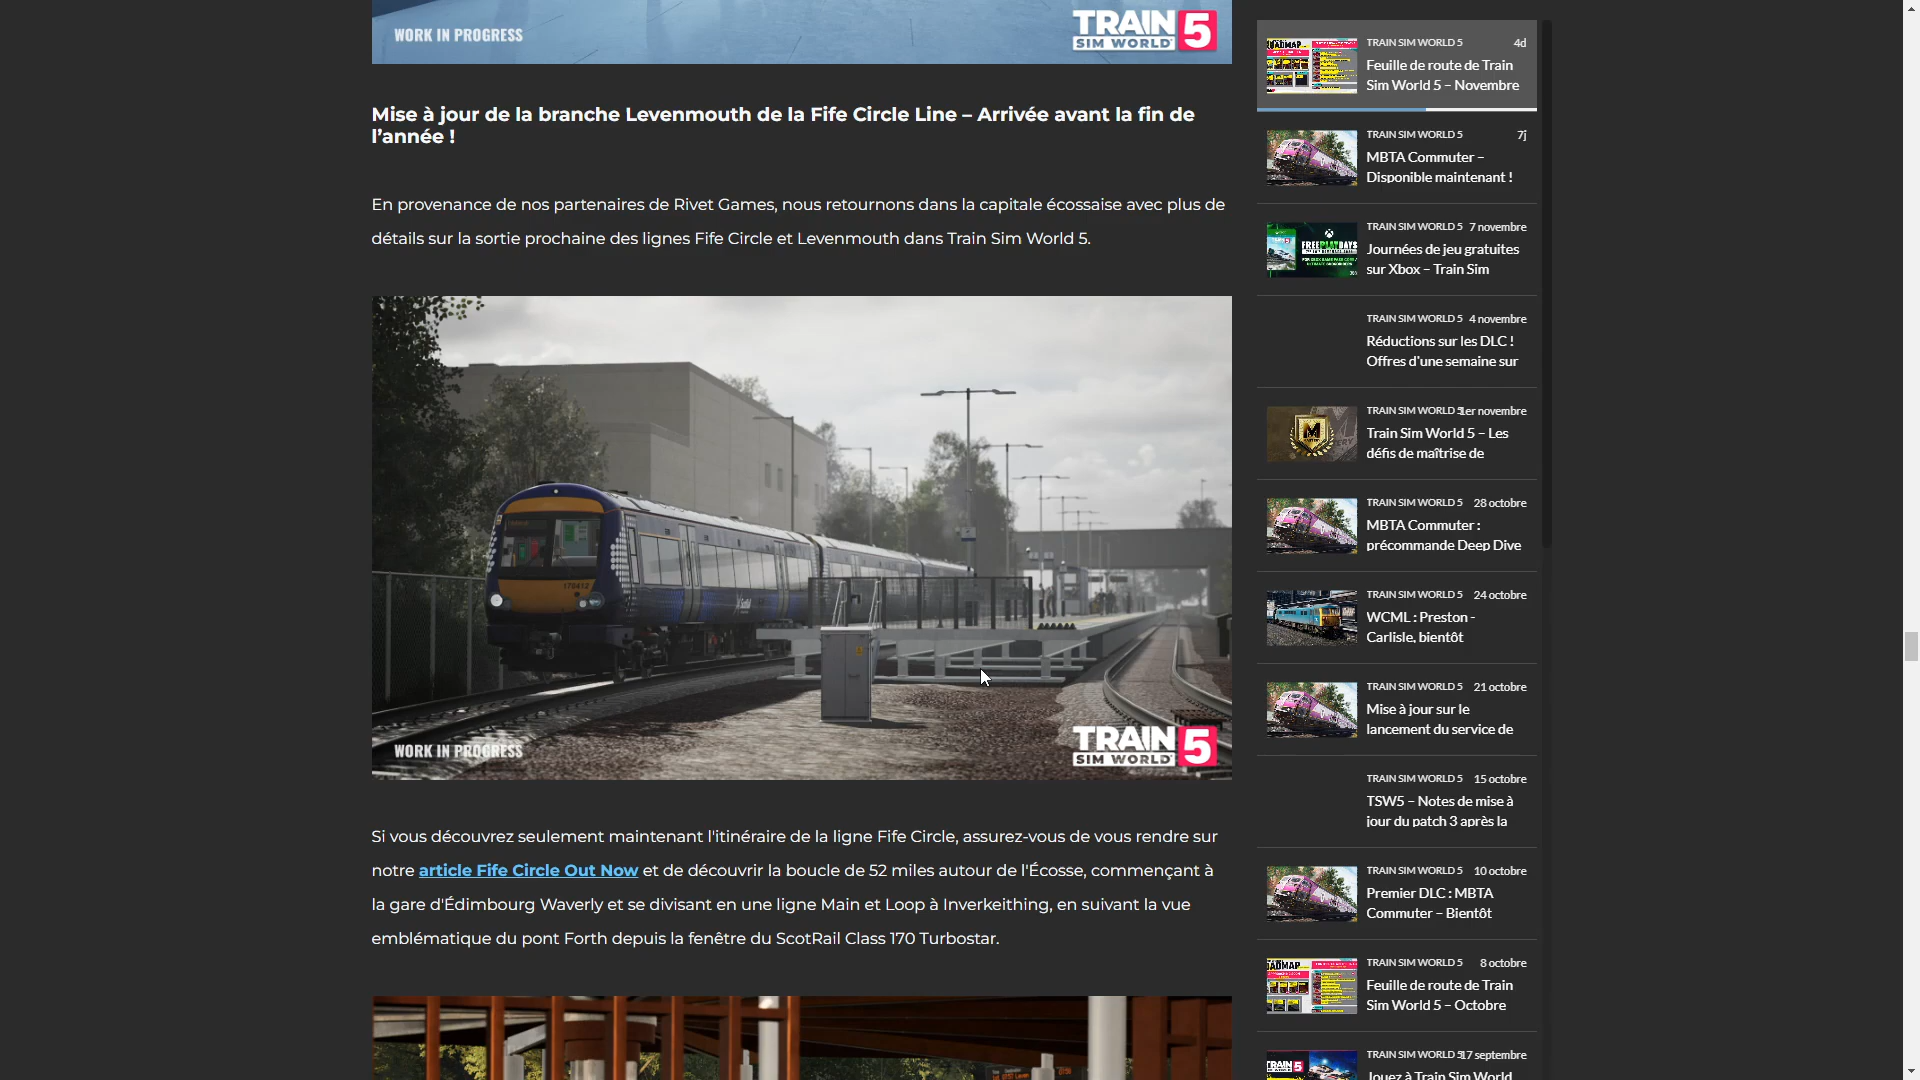 WORK IN PROGRESS
TRAIN
SIM WORLD 5
Mise à jour de la branche Levenmouth de la Fife Circle Line – Arrivée avant la fin de
l’année !
En provenance de nos partenaires de Rivet Games, nous retournons dans la capitale écossaise avec plus de
détails sur la sortie prochaine des lignes Fife Circle et Levenmouth dans Train Sim World 5.
WORK IN PROGRESS
TRAIN
SIM WORLD 5
Si vous découvrez seulement maintenant l'itinéraire de la ligne Fife Circle, assurez-vous de vous rendre sur
notre article Fife Circle Out Now et de découvrir la boucle de 52 miles autour de l'Écosse, commençant à
la gare d'Édimbourg Waverly et se divisant en une ligne Main et Loop à Inverkeithing, en suivant la vue
emblématique du pont Forth depuis la fenêtre du ScotRail Class 170 Turbostar.
TRAIN SIM WORLD 5 4d
Feuille de route de Train
Sim World 5 – Novembre
TRAIN SIM WORLD 5 7j
MBTA Commuter –
Disponible maintenant !
TRAIN SIM WORLD 5 7 novembre
FREE PLAY DAYS
Journées de jeu gratuites
sur Xbox – Train Sim
TRAIN SIM WORLD 5 4 novembre
Réductions sur les DLC !
Offres d'une semaine sur
TRAIN SIM WORLD 5 1er novembre
Train Sim World 5 – Les
défis de maîtrise de
TRAIN SIM WORLD 5 28 octobre
MBTA Commuter :
précommande Deep Dive
TRAIN SIM WORLD 5 24 octobre
WCML : Preston -
Carlisle, bientôt
TRAIN SIM WORLD 5 21 octobre
Mise à jour sur le
lancement du service de
TRAIN SIM WORLD 5 15 octobre
TSW5 – Notes de mise à
jour du patch 3 après la
TRAIN SIM WORLD 5 10 octobre
Premier DLC : MBTA
Commuter – Bientôt
ROADMAP
TRAIN SIM WORLD 5 8 octobre
Feuille de route de Train
Sim World 5 – Octobre
TRAIN 5
TRAIN SIM WORLD 5 17 septembre
Jouez à Train Sim World